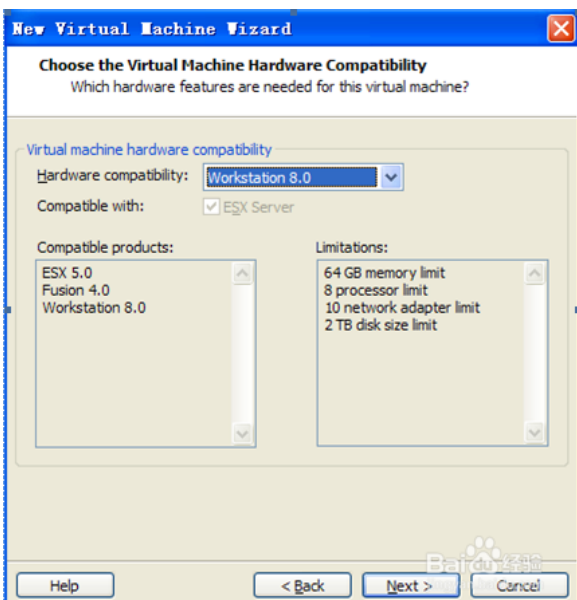 New Virtual Machine Wizard
Choose the Virtual Machine Hardware Compatibility
Which hardware features are needed for this virtual machine?
Virtual machine hardware compatibility
Hardware compatibility:
Workstation 8.0
Compatible with:
ESX Server
Compatible products:
ESX 5.0
Fusion 4.0
Workstation 8.0
Limitations:
64 GB memory limit
8 processor limit
10 network adapter limit
2 TB disk size limit
Baidu 经验
Help
< Back
Next >
Cancel